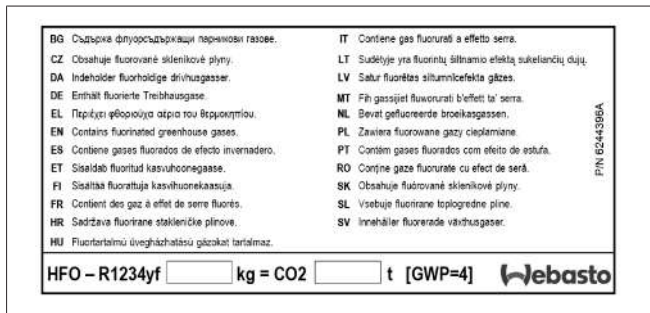 BG Съдържа флуорсъдържащи парникови газове.
CZ Obsahuje fluorované skleníkové plyny.
DA Indeholder fluorholdige drivhusgasser.
DE Enthält fluorierte Treibhausgase.
EL Περιέχει φθοριούχα αέρια του θερμοκηπίου.
EN Contains fluorinated greenhouse gases.
ES Contiene gases fluorados de efecto invernadero.
ET Sisaldab fluoritud kasvuhoonegaase.
FI Sisältää fluorattuja kasvihuonekaasuja.
FR Contient des gaz à effet de serre fluorés.
HR Sadržava fluorirane stakleničke plinove.
HU Fluortartalmú üvegházhatású gázokat tartalmaz.
IT Contiene gas fluorurati a effetto serra.
LT Sudėtyje yra fluorintų šiltnamio efektą sukeliančių dujų.
LV Satur fluorētas siltumnīcefekta gāzes.
MT Fih gassijiet fluworurati b'effett ta' serra.
NL Bevat gefluoreerde broeikasgassen.
PL Zawiera fluorowane gazy cieplarniane.
PT Contém gases fluorados com efeito de estufa.
RO Conține gaze fluorurate cu efect de seră.
SK Obsahuje fluórované skleníkové plyny.
SL Vsebuje fluorirane toplogredne pline.
SV Innehåller fluorerade växthusgaser.
P/N 6244396A
HFO – R1234yf kg = CO2 t [GWP=4] Webasto